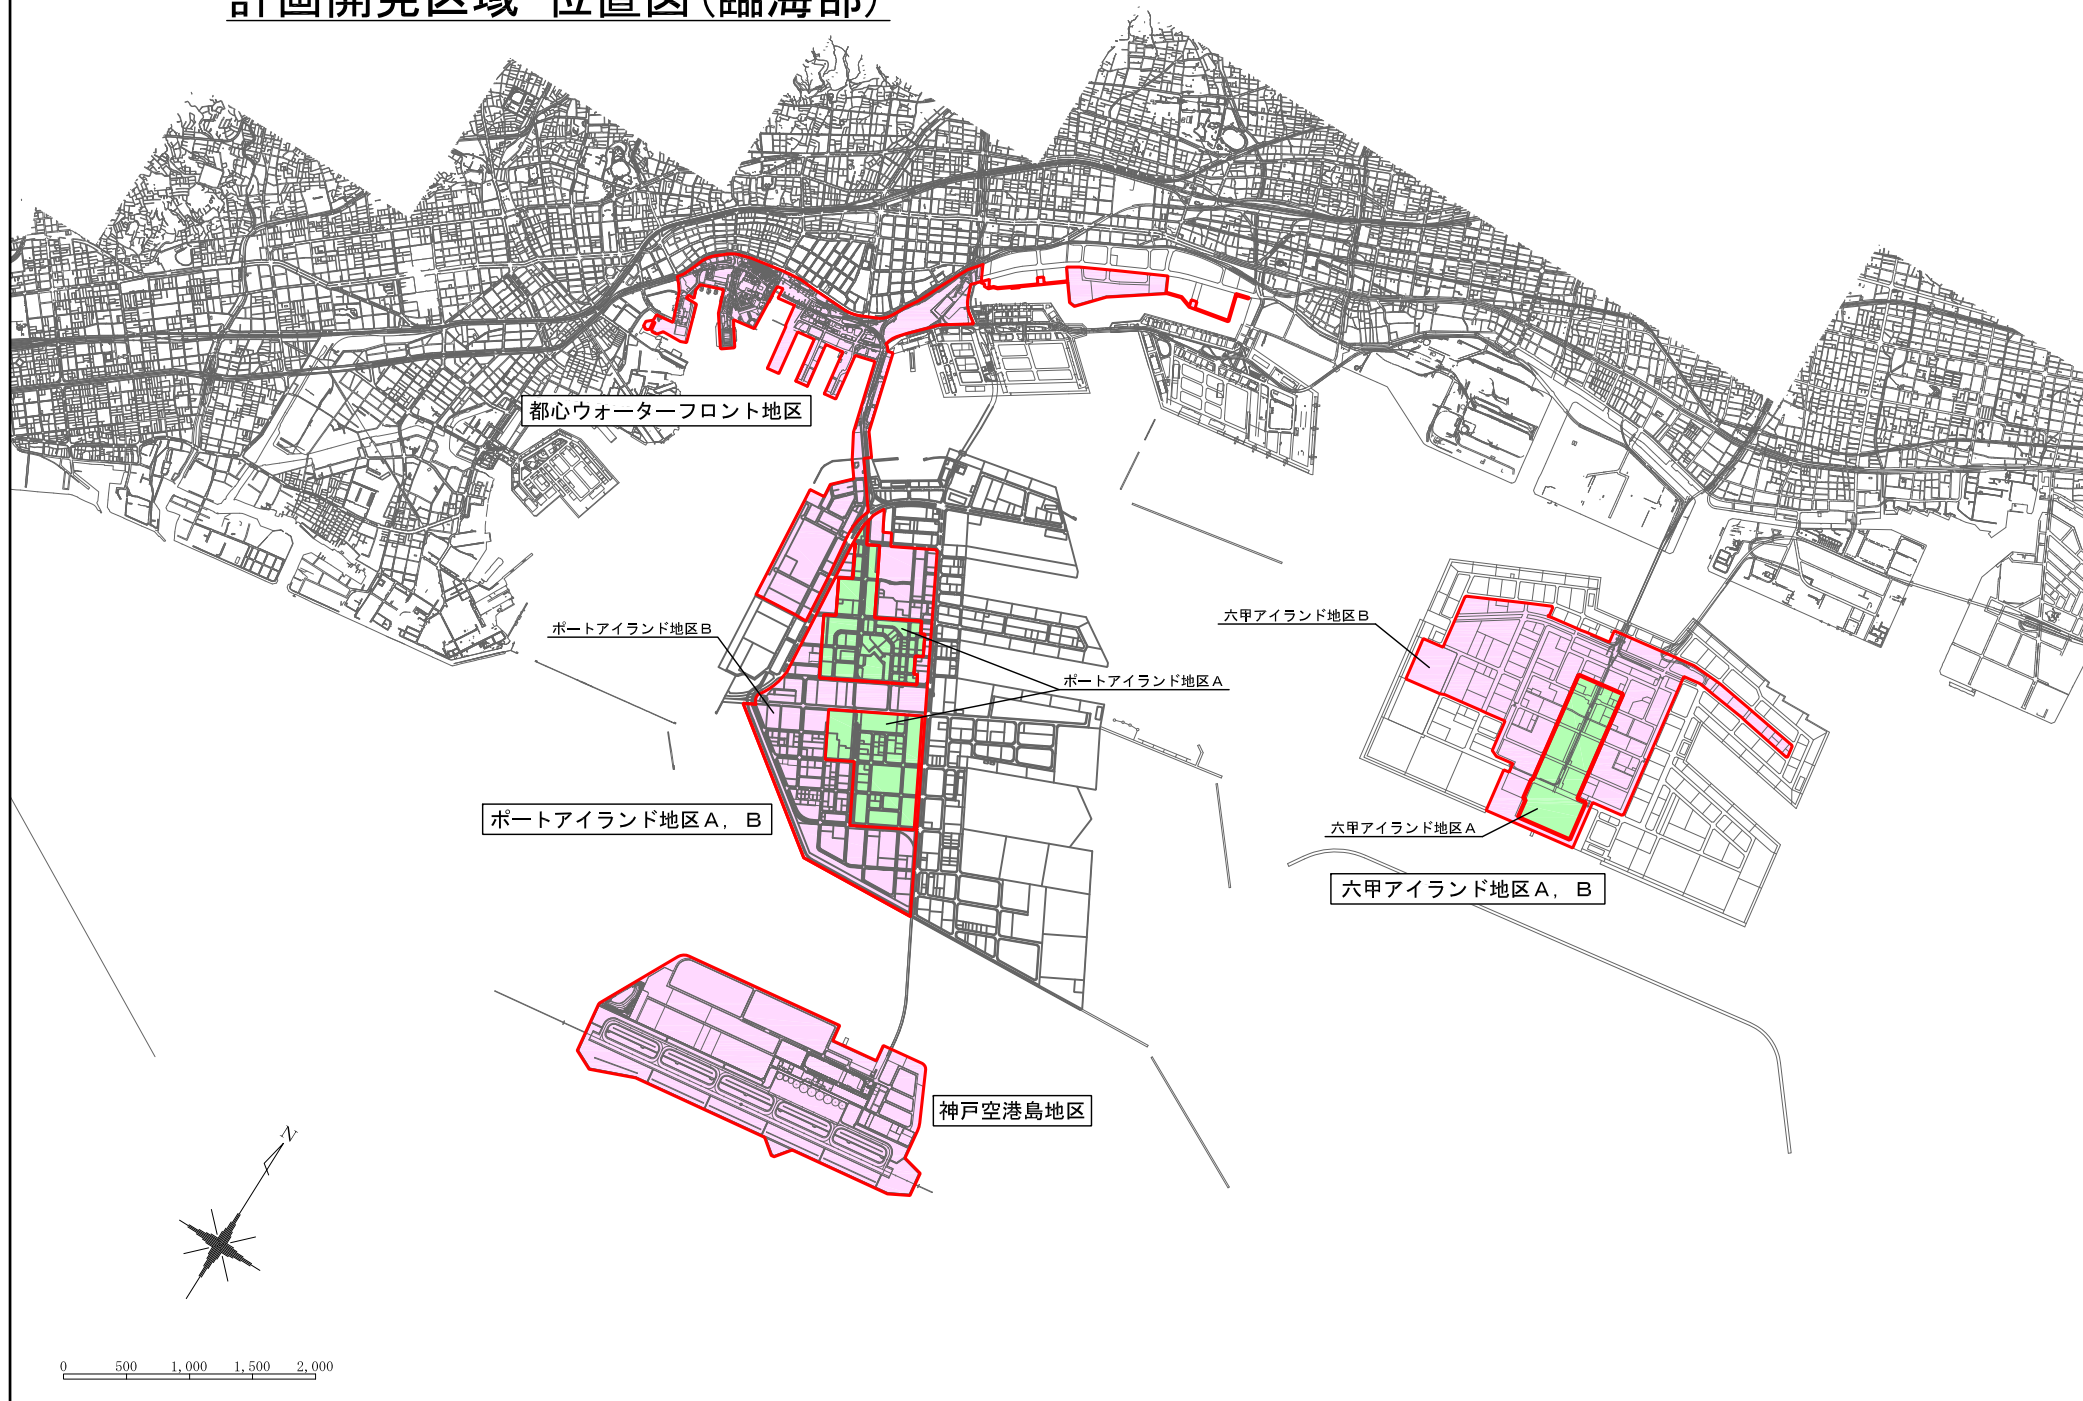 計画開発区域 位置図(臨海部)
都心ウォーターフロント地区
ポートアイランド地区B
六甲アイランド地区B
ポートアイランド地区A
ポートアイランド地区A, B
六甲アイランド地区A
六甲アイランド地区A, B
神戸空港島地区
N
0 500 1,000 1,500 2,000